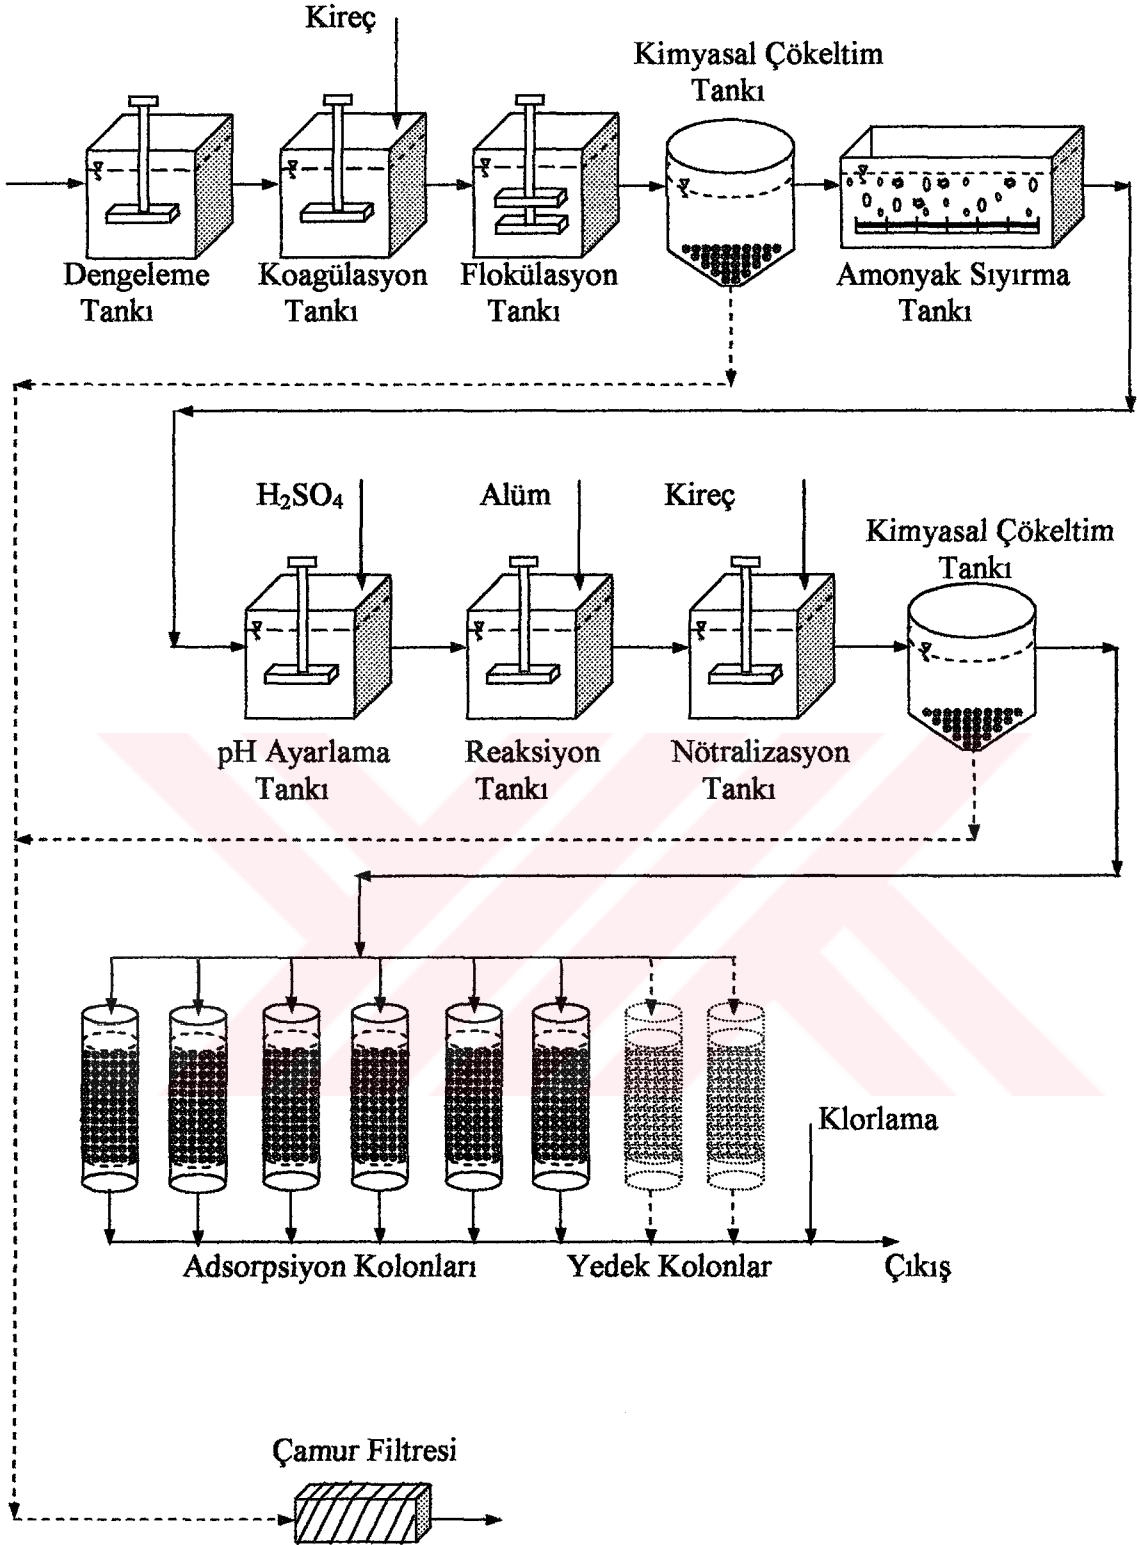 Kireç
Kimyasal Çökeltim
Tankı
Dengeleme
Tankı
Koagülasyon
Tankı
Flokülasyon
Tankı
Amonyak Sıyırma
Tankı
H₂SO₄
Alüm
Kireç
Kimyasal Çökeltim
Tankı
pH Ayarlama
Tankı
Reaksiyon
Tankı
Nötralizasyon
Tankı
Klorlama
Adsorpsiyon Kolonları
Yedek Kolonlar
Çıkış
Çamur Filtresi